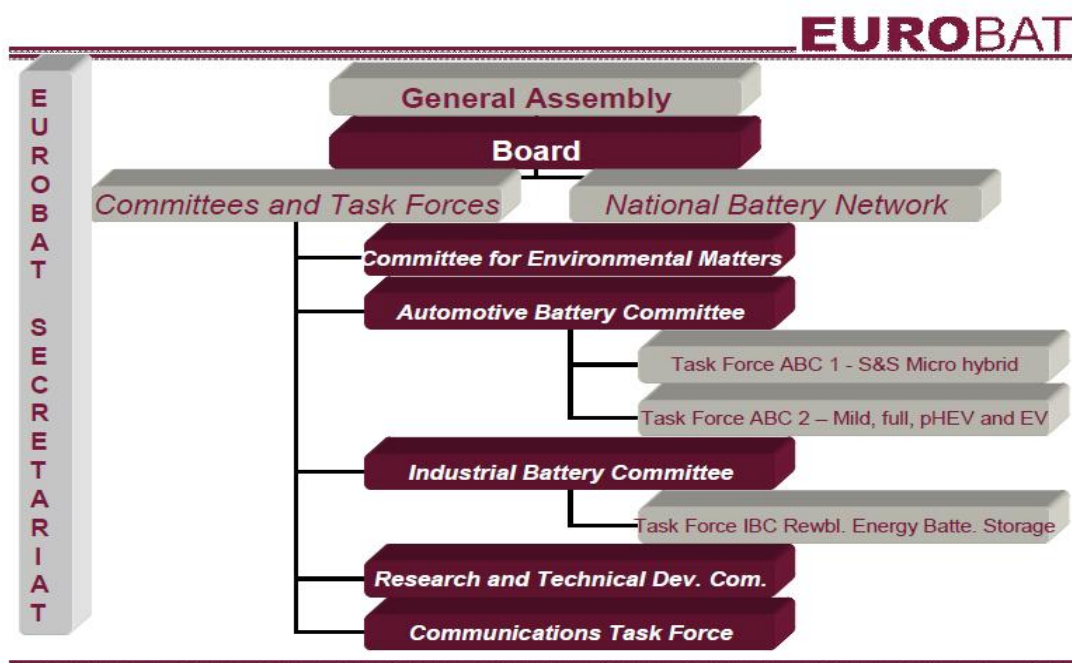 EUROBAT
EUROBAT SECRETARIAT
General Assembly
Board
Committees and Task Forces
National Battery Network
Committee for Environmental Matters
Automotive Battery Committee
Task Force ABC 1 - S&S Micro hybrid
Task Force ABC 2 – Mild, full, pHEV and EV
Industrial Battery Committee
Task Force IBC Rewbl. Energy Batte. Storage
Research and Technical Dev. Com.
Communications Task Force